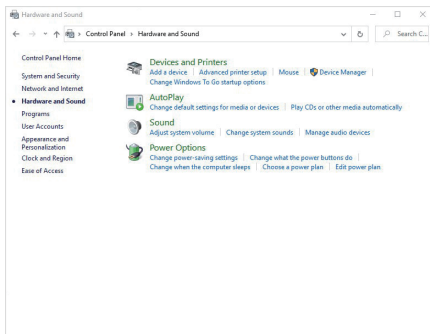 Hardware and Sound
Control Panel > Hardware and Sound
Search C...
Control Panel Home
System and Security
Network and Internet
Hardware and Sound
Programs
User Accounts
Appearance and
Personalization
Clock and Region
Ease of Access
Devices and Printers
Add a device | Advanced printer setup | Mouse | Device Manager |
Change Windows To Go startup options
AutoPlay
Change default settings for media or devices | Play CDs or other media automatically
Sound
Adjust system volume | Change system sounds | Manage audio devices
Power Options
Change power-saving settings | Change what the power buttons do |
Change when the computer sleeps | Choose a power plan | Edit power plan